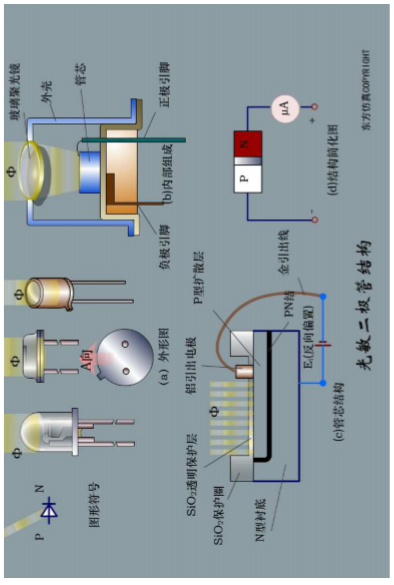 Φ
Φ
Φ
Φ
玻璃聚光镜
外壳
管芯
正极引脚
负极引脚
(b)内部组成
A向
(a) 外形图
P
N
图形符号
P
N
μA
+
-
(d)结构简化图
东方仿真COPYRIGHT
金引出线
P型扩散层
PN结
铝引出电极
Φ
SiO₂透明保护层
SiO₂保护圈
N型衬底
(反向偏置)
(c)管芯结构
光敏二极管结构